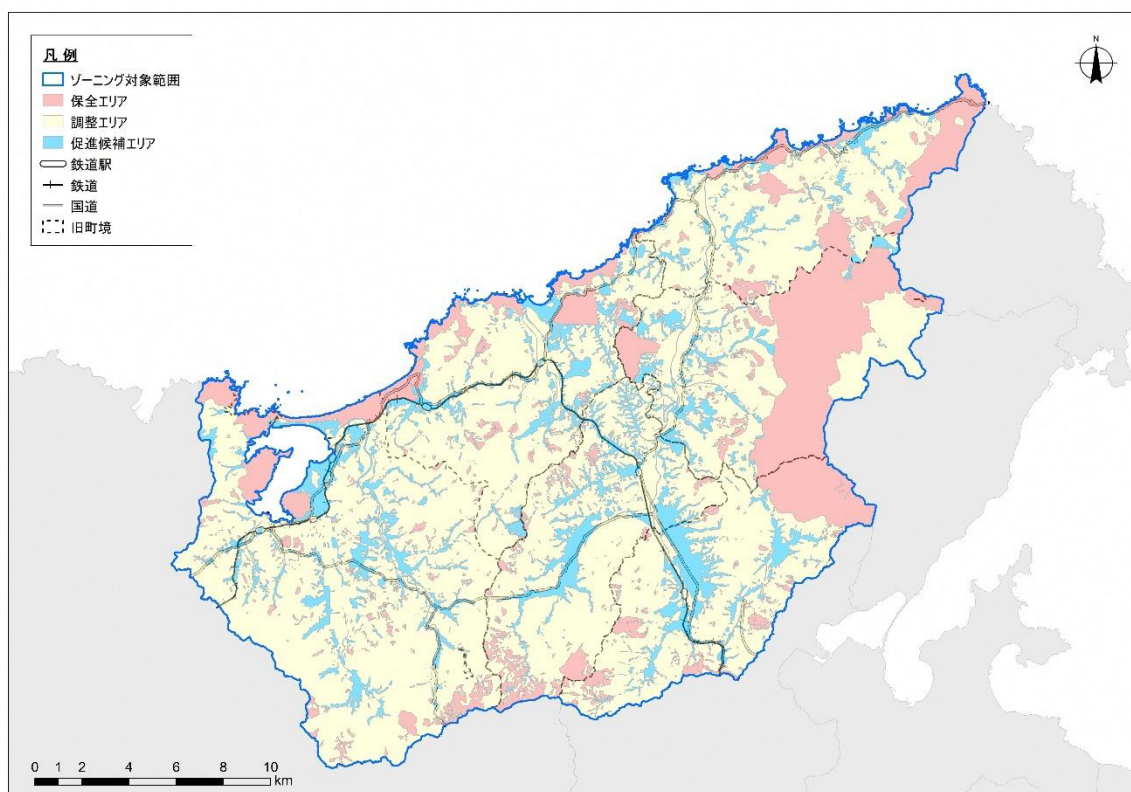 凡 例
ゾーニング対象範囲
保全エリア
調整エリア
促進候補エリア
鉄道駅
鉄道
国道
旧町境
N
0 1 2 4 6 8 10
km